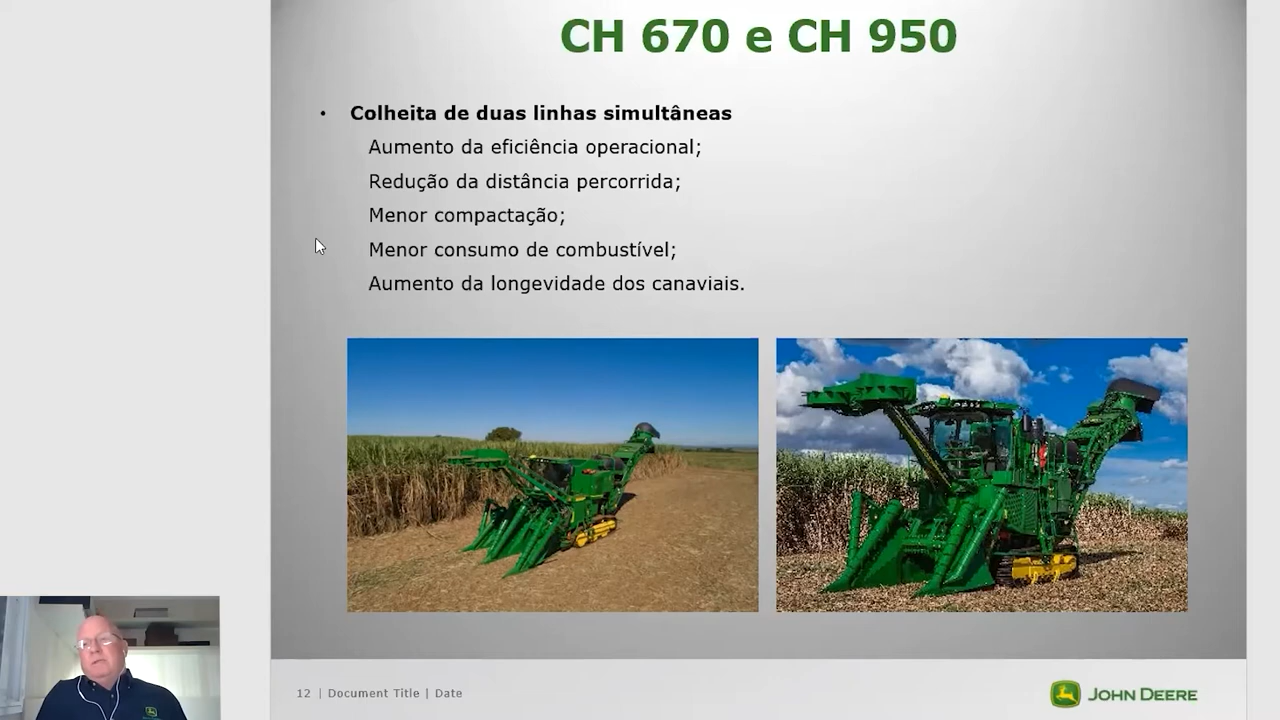 CH 670 e CH 950
• Colheita de duas linhas simultâneas
Aumento da eficiência operacional;
Redução da distância percorrida;
Menor compactação;
Menor consumo de combustível;
Aumento da longevidade dos canaviais.
12 | Document Title | Date
JOHN DEERE